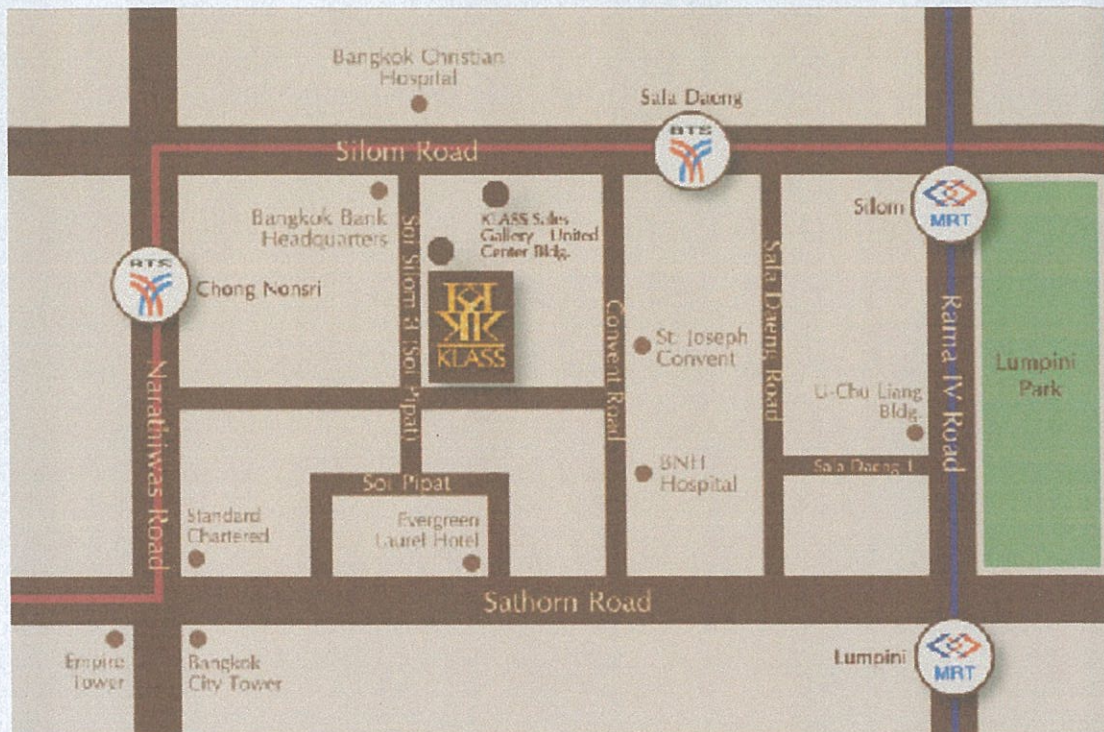 Bangkok Christian
Hospital
Sala Daeng
BTS
Silom Road
Bangkok Bank
Headquarters
Soi Silom 3 (Soi Pipat)
KLASS Sales
Gallery United
Center Bldg.
Silom
MRT
BTS
Chong Nonsri
KLASS
Convent Road
St. Joseph
Convent
Sala Daeng Road
Rama IV Road
Lumpini
Park
U-Chu Liang
Bldg.
Narathiwas Road
BNH
Hospital
Sala Daeng 1
Soi Pipat
Standard
Chartered
Evergreen
Laurel Hotel
Sathorn Road
Empire
Tower
Bangkok
City Tower
Lumpini
MRT